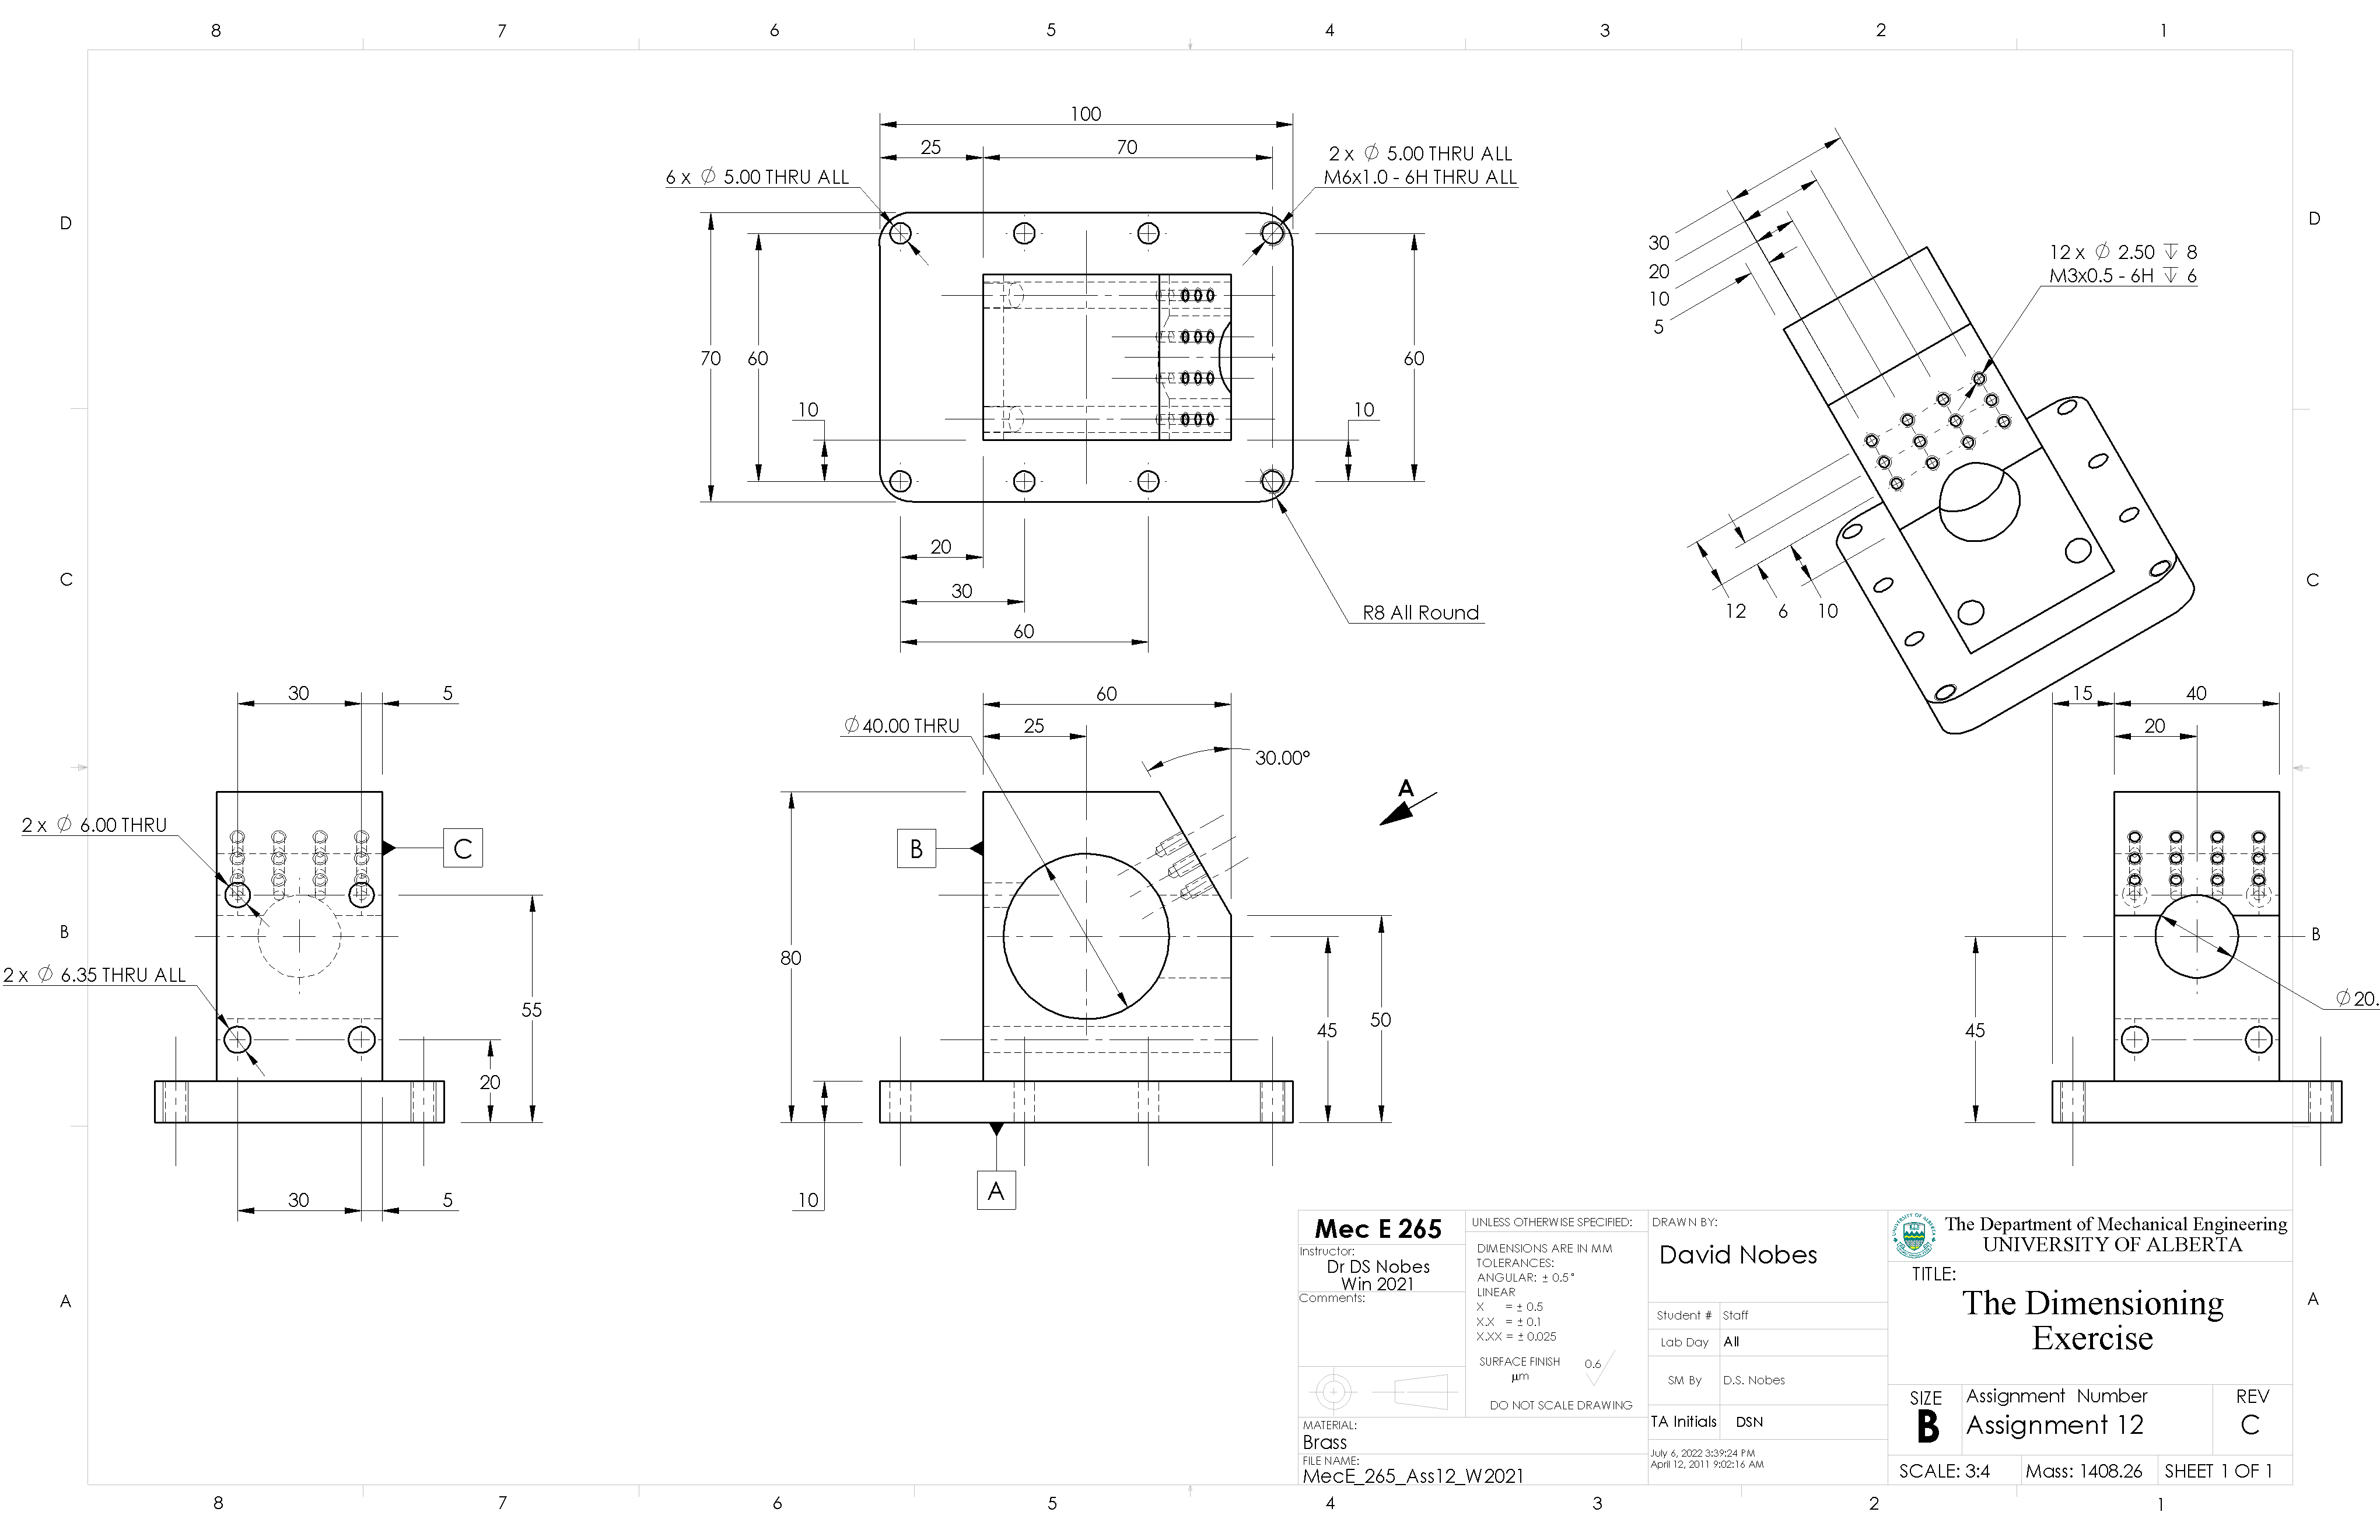 8 7 6 5 4 3 2 1
D
D
C
C
B
B
A
A
100
25
70
6 x ∅ 5.00 THRU ALL
2 x ∅ 5.00 THRU ALL
M6x1.0 - 6H THRU ALL
70
60
60
10
10
20
30
60
R8 All Round
30
20
10
5
12 x ∅ 2.50 ↧ 8
M3x0.5 - 6H ↧ 6
12
6
10
30
5
2 x ∅ 6.00 THRU
C
2 x ∅ 6.35 THRU ALL
55
20
30
5
60
∅40.00 THRU
25
30.00°
A
B
80
45
50
A
10
15
40
20
45
∅20.
Mec E 265
Instructor:
Dr DS Nobes
Win 2021
Comments:
UNLESS OTHERWISE SPECIFIED:
DIMENSIONS ARE IN MM
TOLERANCES:
ANGULAR: ± 0.5°
LINEAR
X = ± 0.5
X.X = ± 0.1
X.XX = ± 0.025
SURFACE FINISH 0.6
µm
DO NOT SCALE DRAWING
MATERIAL:
Brass
FILE NAME:
MecE_265_Ass12_W2021
DRAWN BY:
David Nobes
Student # Staff
Lab Day All
SM By D.S. Nobes
TA Initials DSN
July 6, 2022 3:39:24 PM
April 12, 2011 9:02:16 AM
The Department of Mechanical Engineering
UNIVERSITY OF ALBERTA
TITLE:
The Dimensioning
Exercise
SIZE
B
Assignment Number
Assignment 12
REV
C
SCALE: 3:4 Mass: 1408.26 SHEET 1 OF 1
8 7 6 5 4 3 2 1